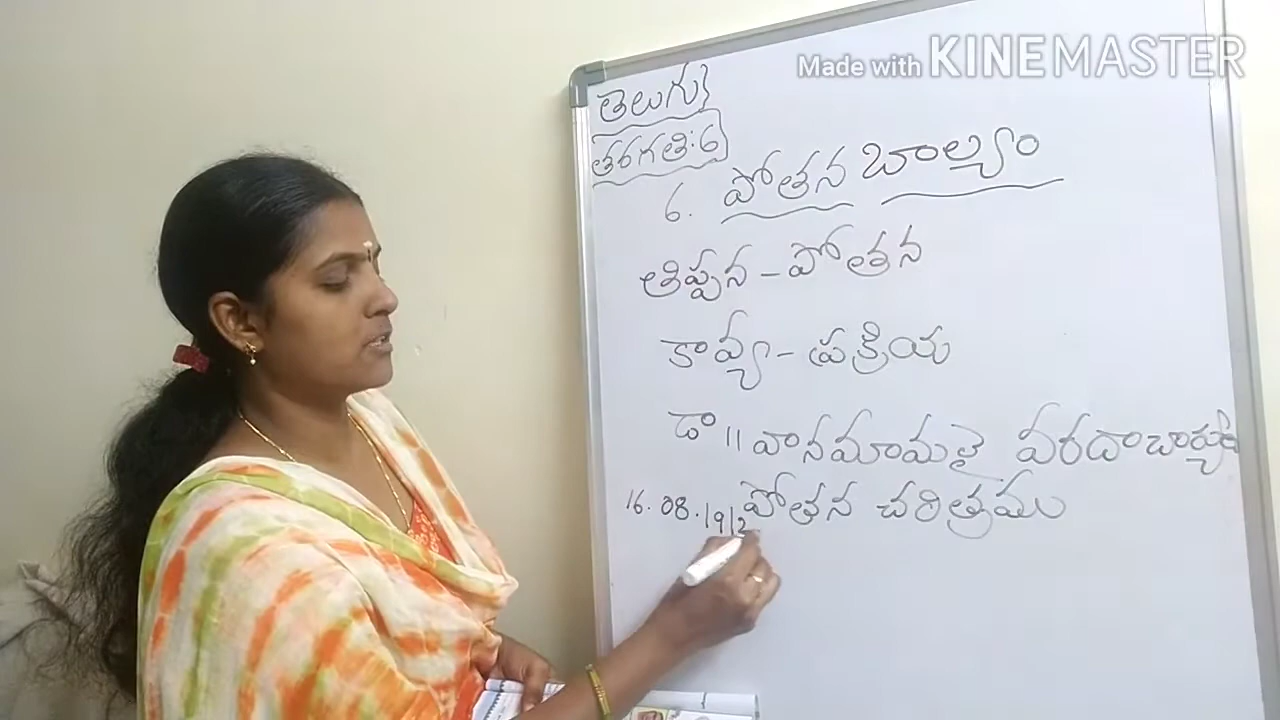 Made with KINEMASTER
తెలుగు
తరగతి: 6
6. పోతన బాల్యం
తిప్పన - పోతన
కావ్య - ప్రక్రియ
డా || వానమామలై వరదాచార్యు
16.08.1912 పోతన చరిత్రము